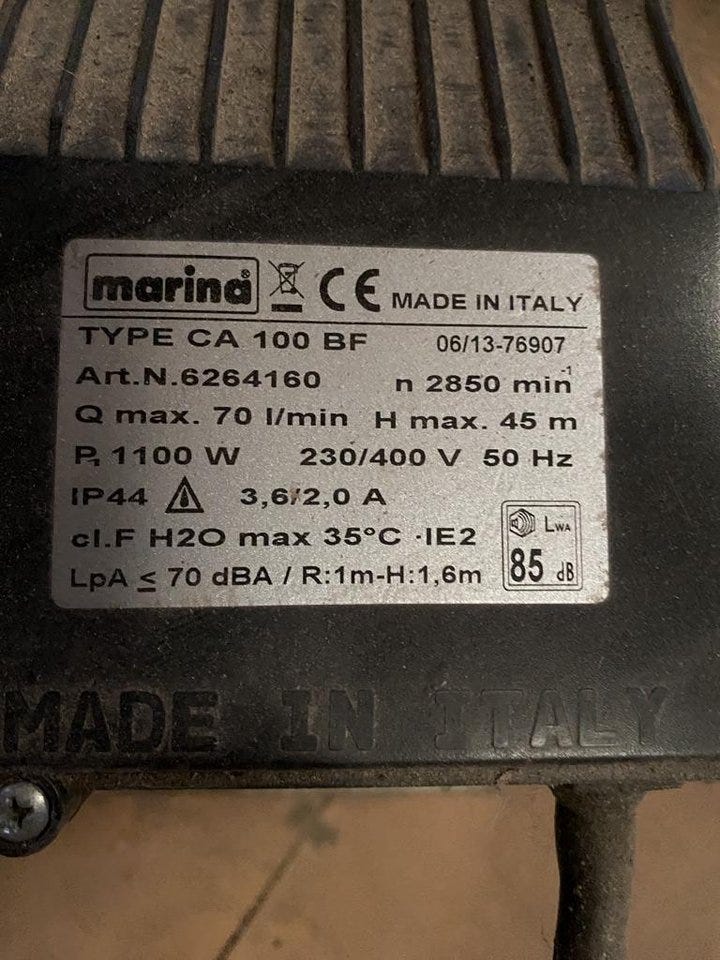 marina® CE MADE IN ITALY
TYPE CA 100 BF 06/13-76907
Art.N.6264160 n 2850 min⁻¹
Q max. 70 l/min H max. 45 m
P₁ 1100 W 230/400 V 50 Hz
IP44 3,6/2,0 A
cl.F H2O max 35°C ·IE2
LWA
85 dB
LpA ≤ 70 dBA / R:1m-H:1,6m
MADE IN ITALY